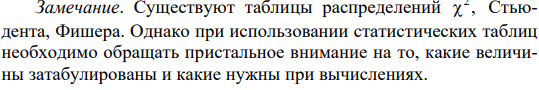 Замечание. Существуют таблицы распределений χ², Стью-
дента, Фишера. Однако при использовании статистических таблиц
необходимо обращать пристальное внимание на то, какие величи-
ны затабулированы и какие нужны при вычислениях.